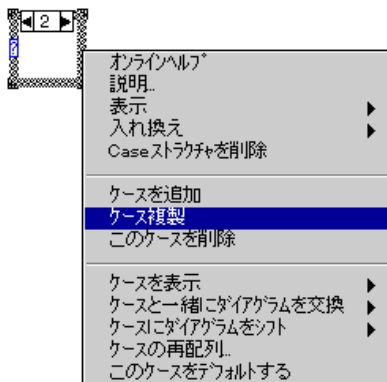 2
?
オンラインヘルプ
説明...
表示
入れ換え
Caseストラクチャを削除
ケースを追加
ケース複製
このケースを削除
ケースを表示
ケースと一緒にダイアグラムを交換
ケースにダイアグラムをシフト
ケースの再配列...
このケースをデフォルトする